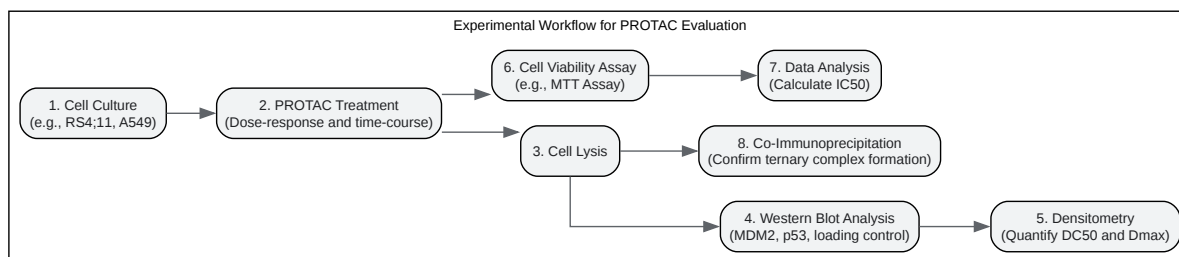 Experimental Workflow for PROTAC Evaluation
1. Cell Culture
(e.g., RS4;11, A549)
2. PROTAC Treatment
(Dose-response and time-course)
6. Cell Viability Assay
(e.g., MTT Assay)
7. Data Analysis
(Calculate IC50)
3. Cell Lysis
8. Co-Immunoprecipitation
(Confirm ternary complex formation)
4. Western Blot Analysis
(MDM2, p53, loading control)
5. Densitometry
(Quantify DC50 and Dmax)